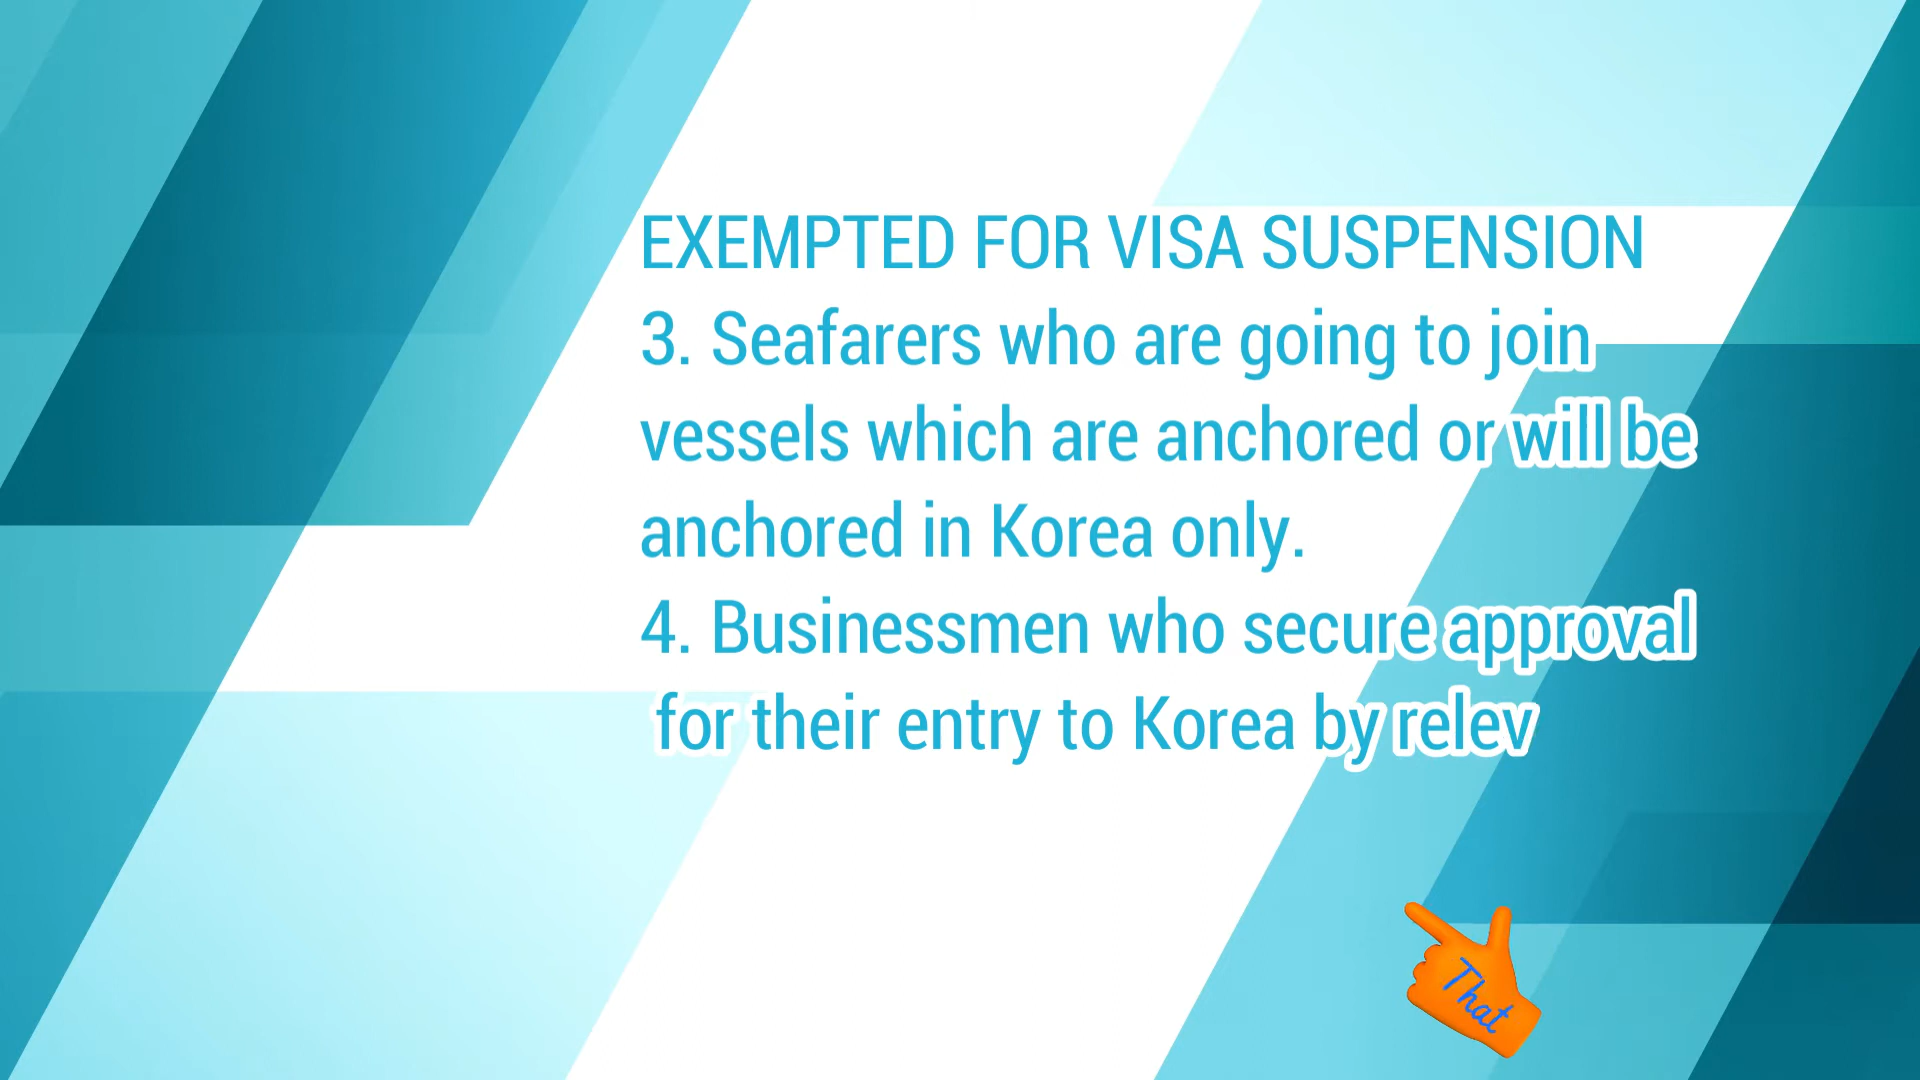 EXEMPTED FOR VISA SUSPENSION
3. Seafarers who are going to join
vessels which are anchored or will be
anchored in Korea only.
4. Businessmen who secure approval
for their entry to Korea by relev
That